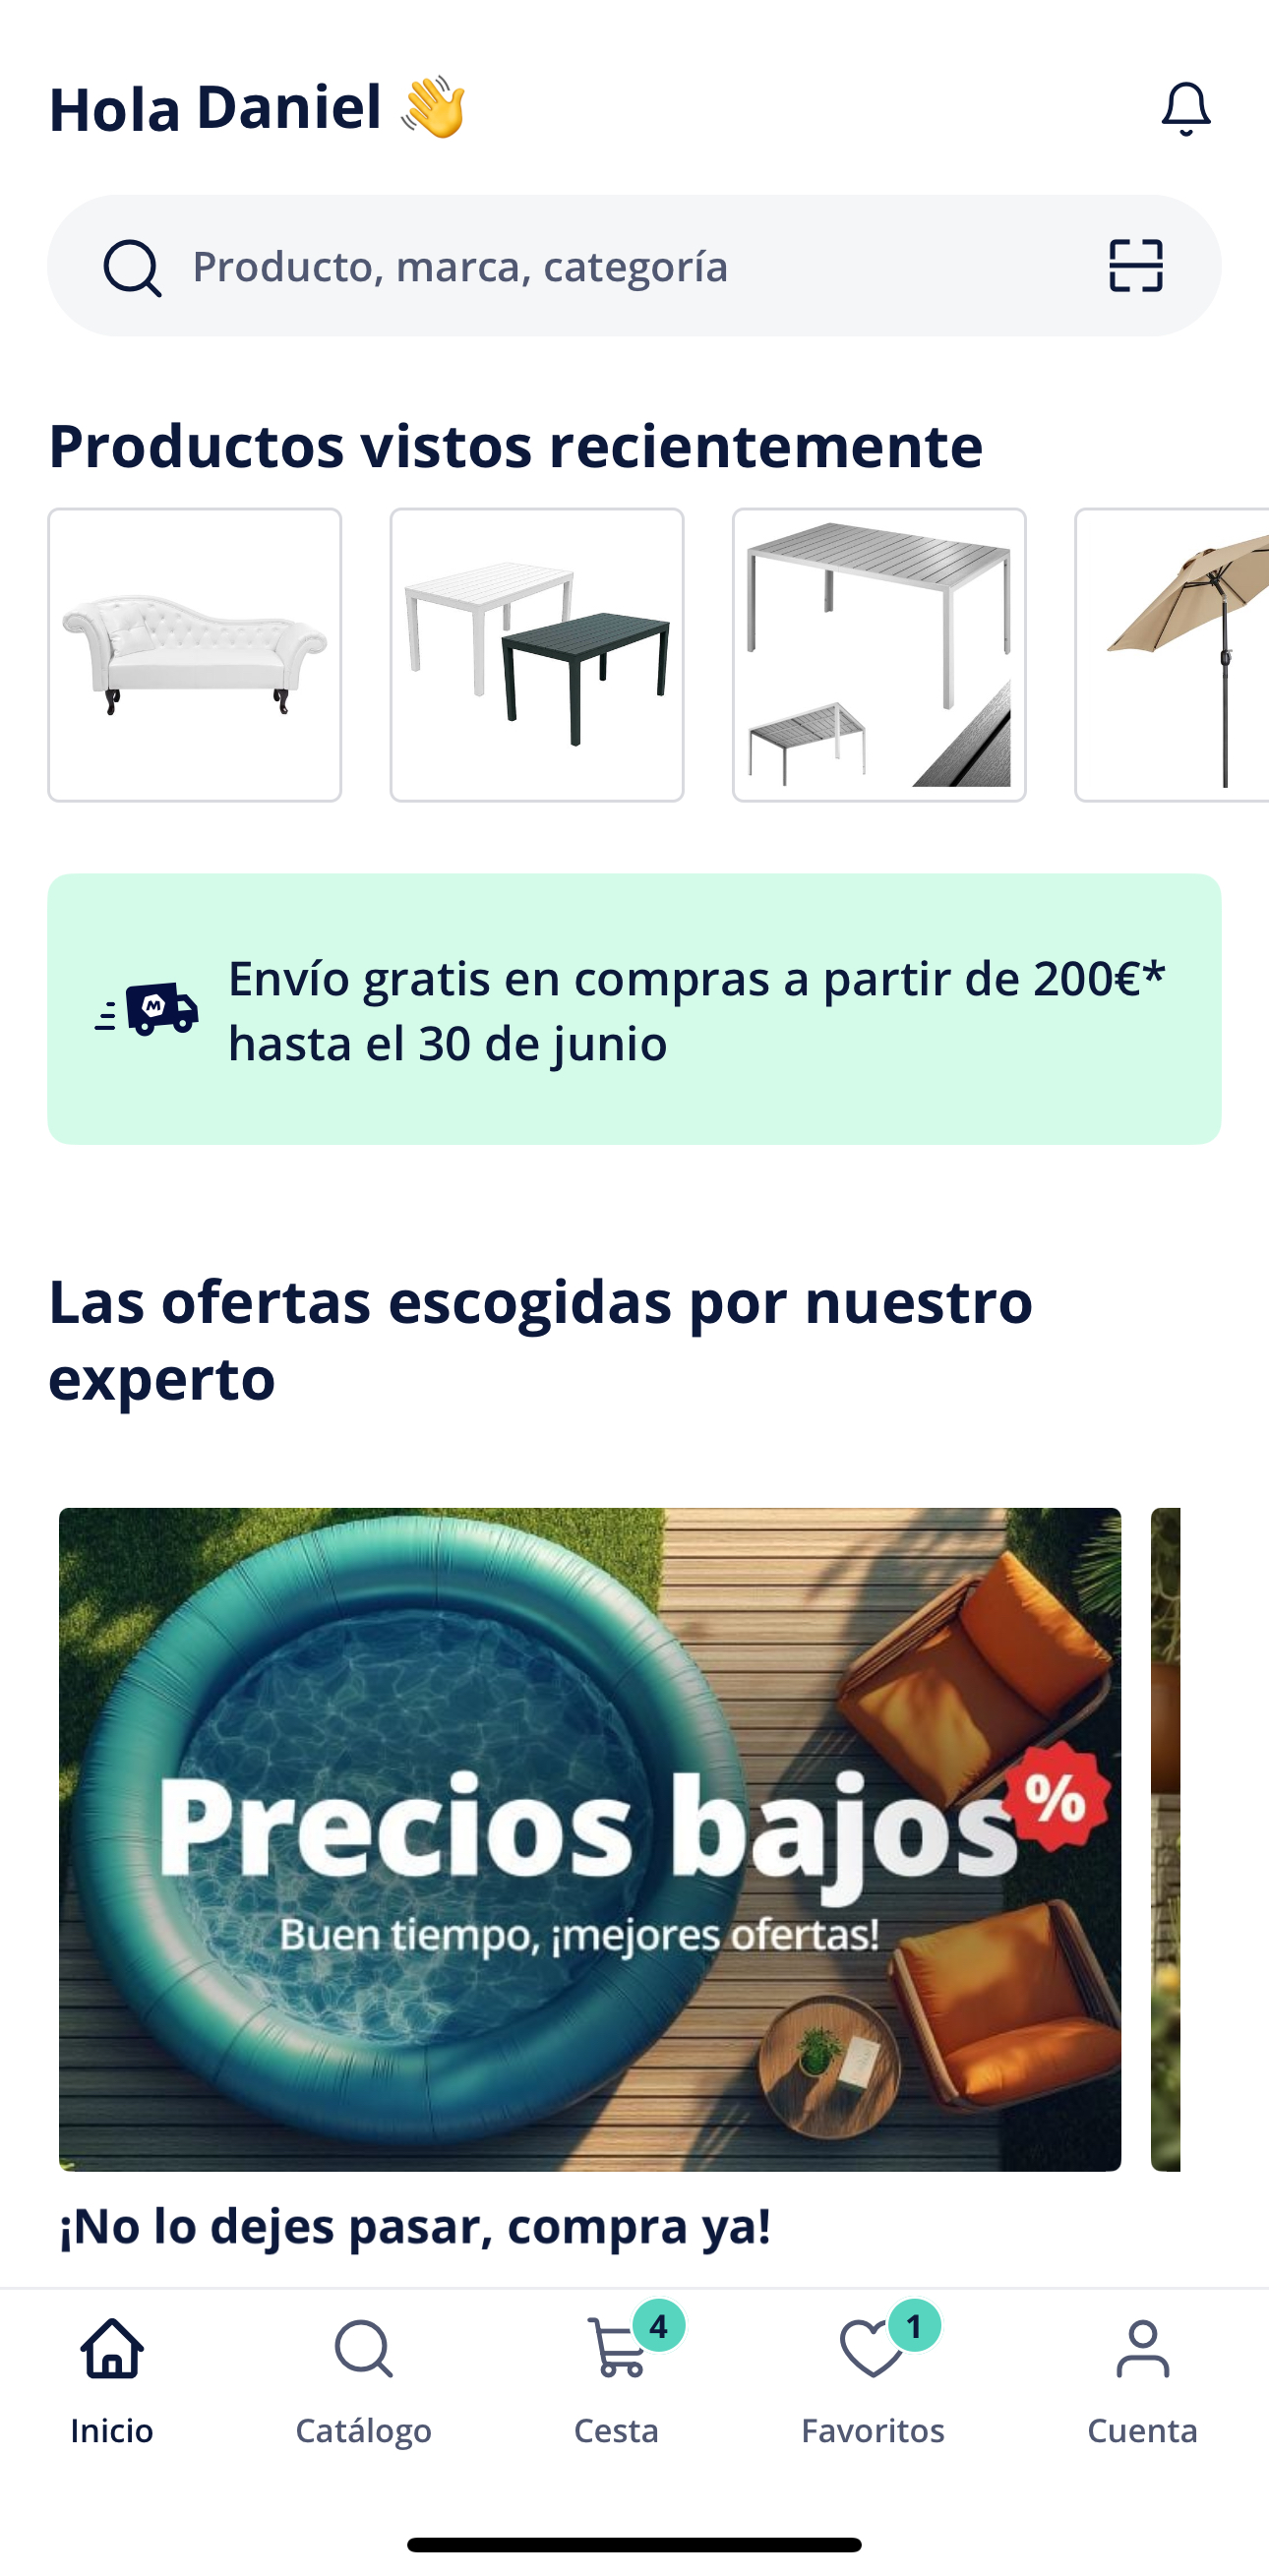 Hola Daniel 👋
Producto, marca, categoría
Productos vistos recientemente
M
Envío gratis en compras a partir de 200€*
hasta el 30 de junio
Las ofertas escogidas por nuestro
experto
Precios bajos %
Buen tiempo, ¡mejores ofertas!
¡No lo dejes pasar, compra ya!
4
1
Inicio Catálogo Cesta Favoritos Cuenta